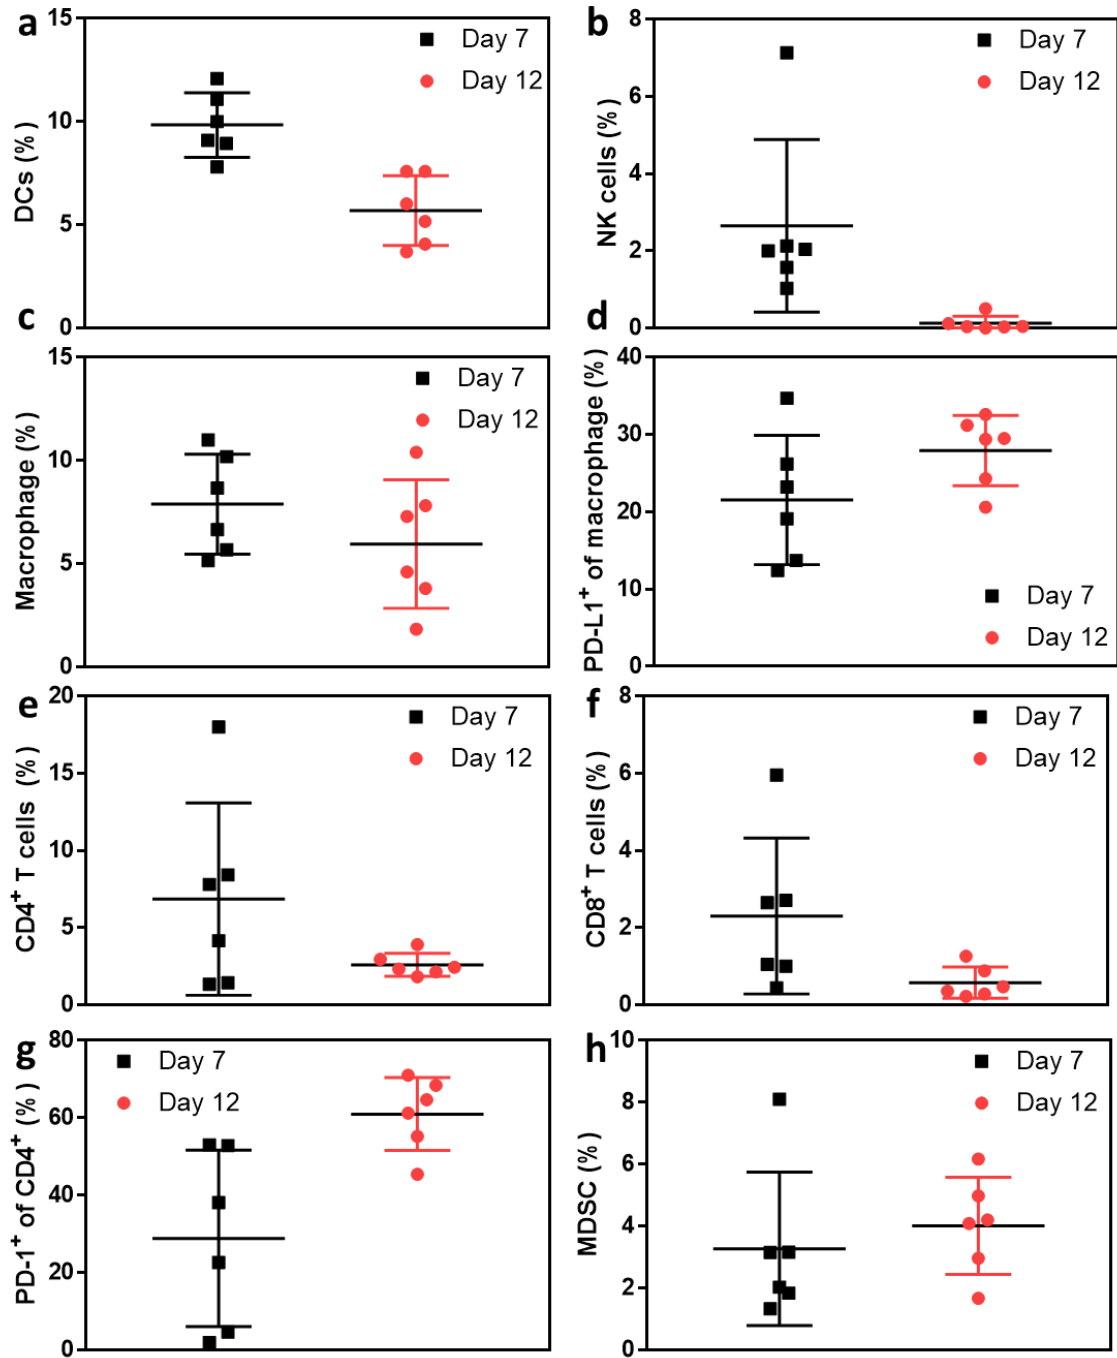 a
15
10
5
0
DCs (%)
Day 7
Day 12
b
8
6
4
2
0
NK cells (%)
Day 7
Day 12
c
15
10
5
0
Macrophage (%)
Day 7
Day 12
d
40
30
20
10
0
PD-L1⁺ of macrophage (%)
Day 7
Day 12
e
20
15
10
5
0
CD4⁺ T cells (%)
Day 7
Day 12
f
8
6
4
2
0
CD8⁺ T cells (%)
Day 7
Day 12
g
80
60
40
20
0
PD-1⁺ of CD4⁺ (%)
Day 7
Day 12
h
10
8
6
4
2
0
MDSC (%)
Day 7
Day 12